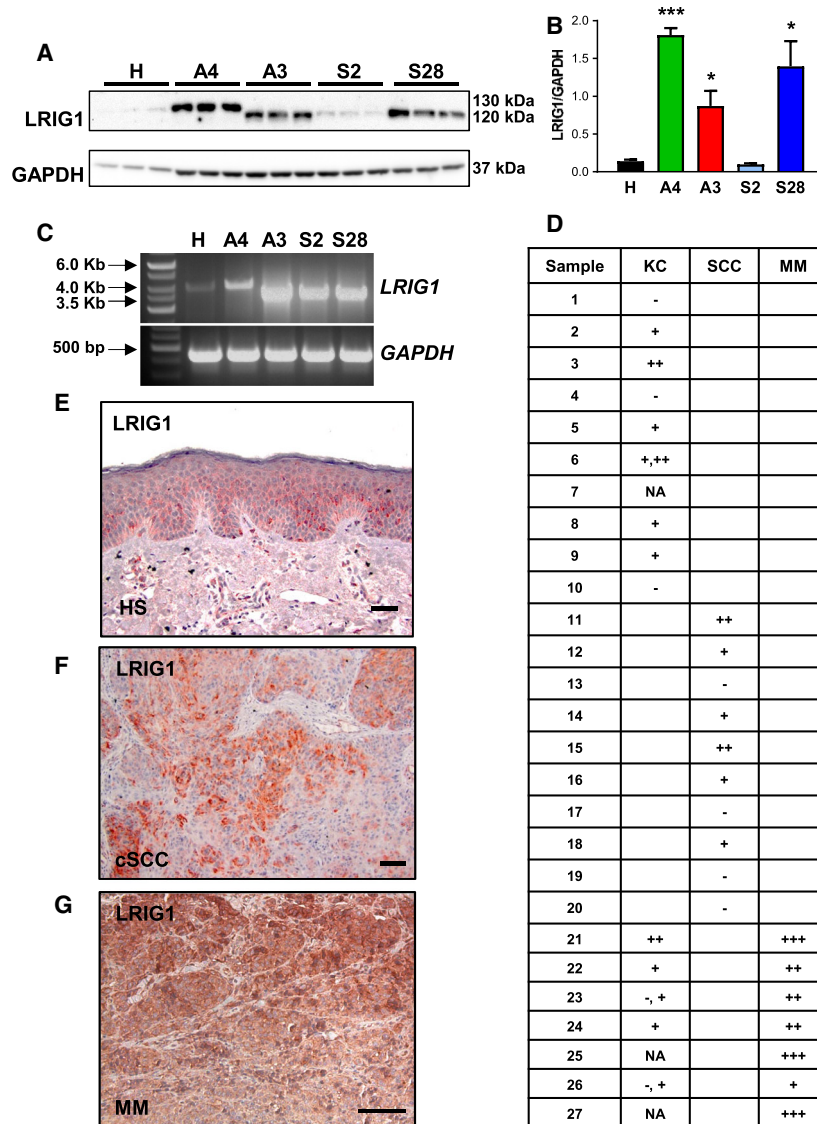 A
H A4 A3 S2 S28
LRIG1
130 kDa
120 kDa
GAPDH
37 kDa
B
LRIG1/GAPDH
2.0
1.5
1.0
0.5
0.0
***
*
*
H A4 A3 S2 S28
C
H A4 A3 S2 S28
6.0 Kb
4.0 Kb
3.5 Kb
LRIG1
500 bp
GAPDH
D
Sample KC SCC MM
1 -
2 +
3 ++
4 -
5 +
6 +,++
7 NA
8 +
9 +
10 -
11 ++
12 +
13 -
14 +
15 ++
16 +
17 -
18 +
19 -
20 -
21 ++ +++
22 + ++
23 -, + ++
24 + ++
25 NA +++
26 -, + +
27 NA +++
E
LRIG1
HS
F
LRIG1
cSCC
G
LRIG1
MM